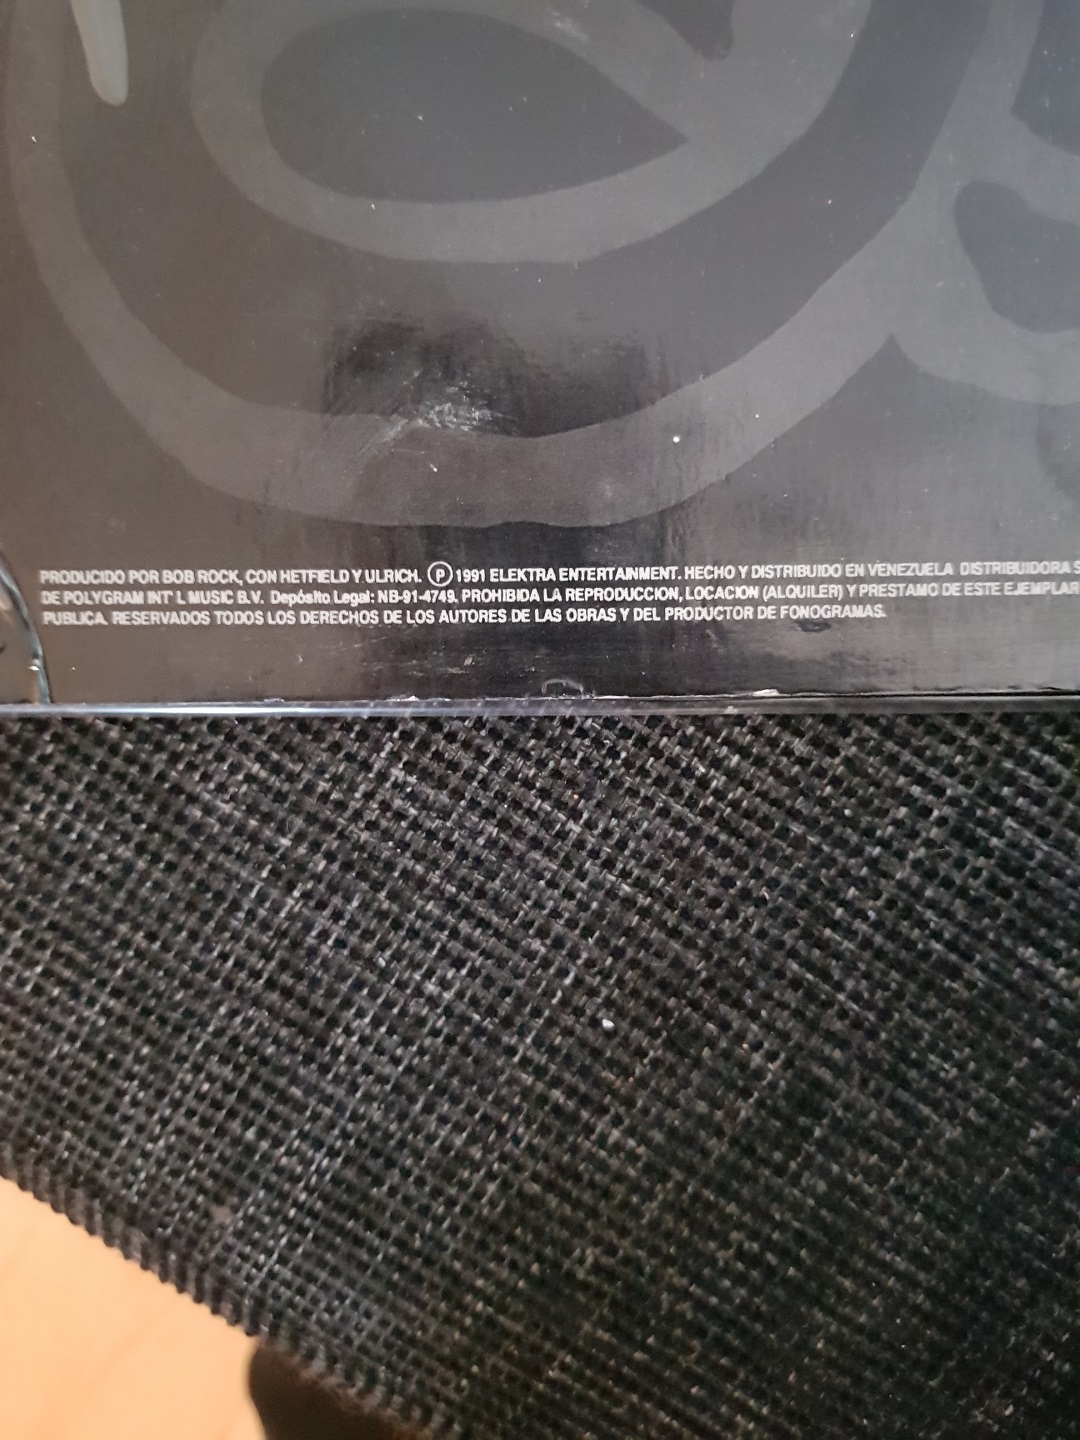 PRODUCIDO POR BOB ROCK, CON HETFIELD Y ULRICH. Ⓟ 1991 ELEKTRA ENTERTAINMENT. HECHO Y DISTRIBUIDO EN VENEZUELA DISTRIBUIDORA S
DE POLYGRAM INT'L MUSIC B.V. Depósito Legal: NB-91-4749. PROHIBIDA LA REPRODUCCION, LOCACION (ALQUILER) Y PRESTAMO DE ESTE EJEMPLAR
PUBLICA. RESERVADOS TODOS LOS DERECHOS DE LOS AUTORES DE LAS OBRAS Y DEL PRODUCTOR DE FONOGRAMAS.